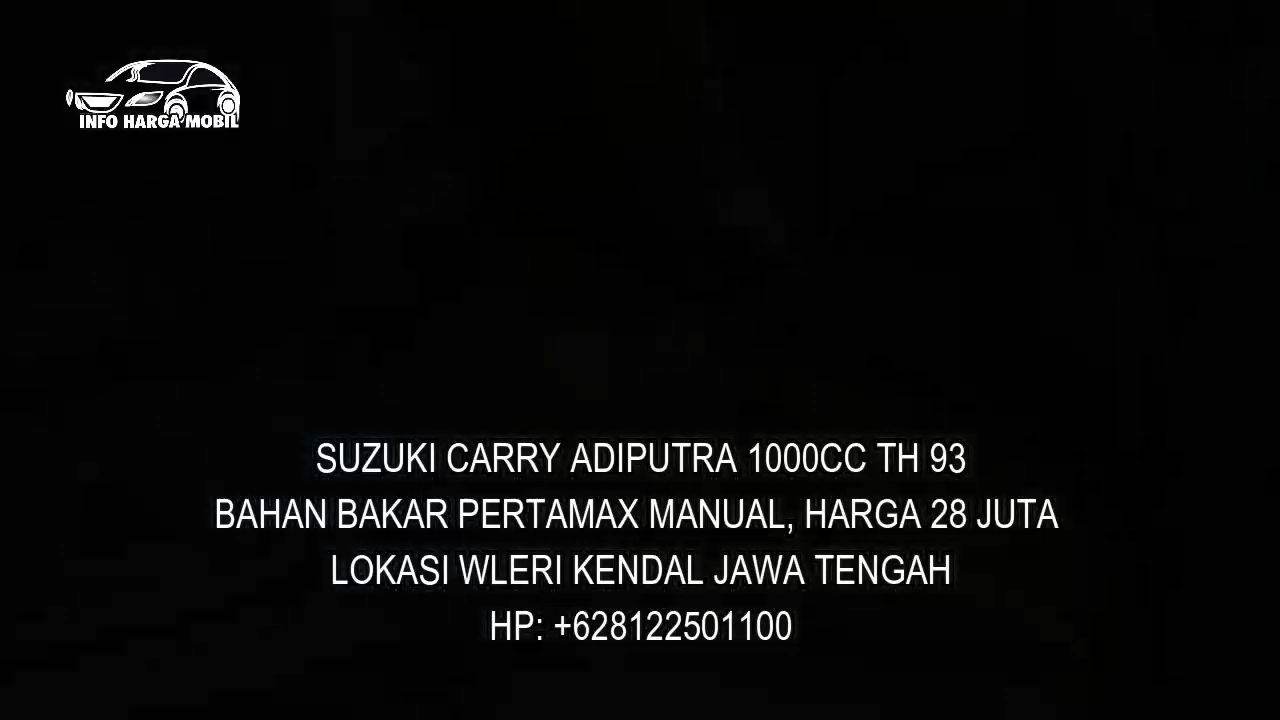 INFO HARGA MOBIL
SUZUKI CARRY ADIPUTRA 1000CC TH 93
BAHAN BAKAR PERTAMAX MANUAL, HARGA 28 JUTA
LOKASI WLERI KENDAL JAWA TENGAH
HP: +628122501100